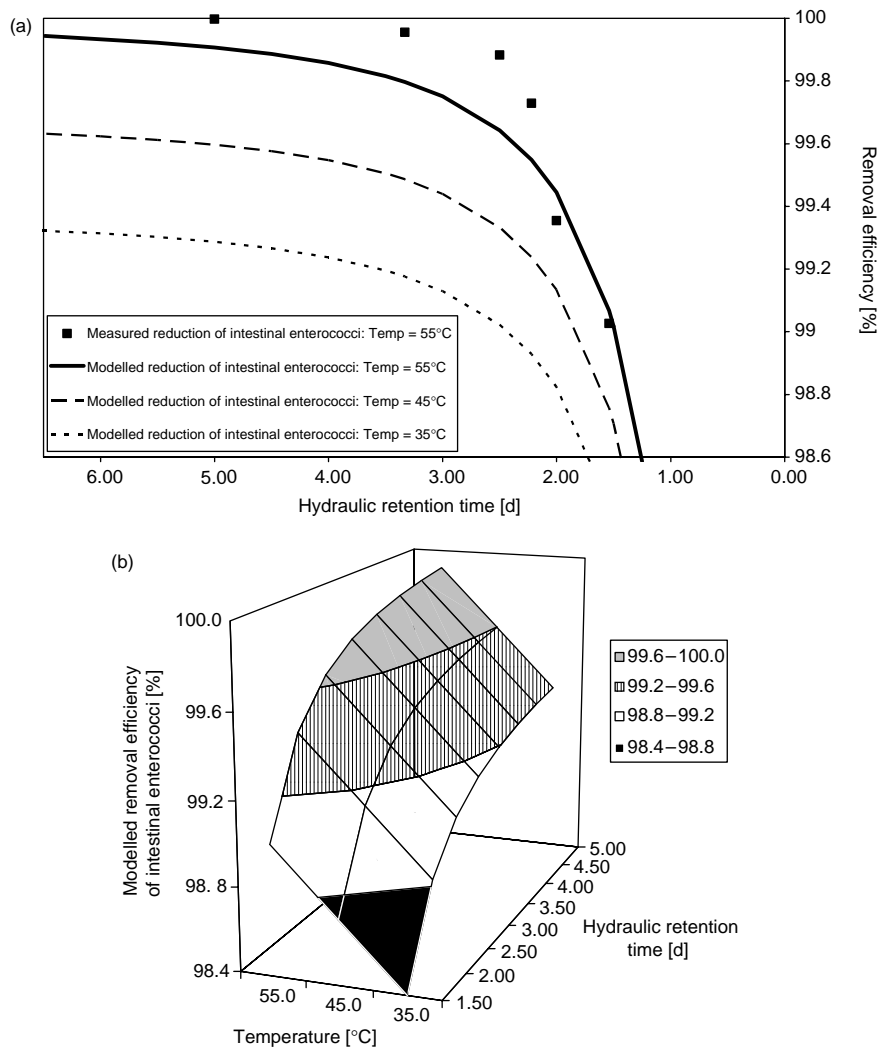 (a)
100
99.8
99.6
99.4
99.2
99
98.8
98.6
Removal efficiency [%]
Measured reduction of intestinal enterococci: Temp = 55°C
Modelled reduction of intestinal enterococci: Temp = 55°C
Modelled reduction of intestinal enterococci: Temp = 45°C
Modelled reduction of intestinal enterococci: Temp = 35°C
6.00 5.00 4.00 3.00 2.00 1.00 0.00
Hydraulic retention time [d]
(b)
100.0
99.6
99.2
98.8
98.4
Modelled removal efficiency
of intestinal enterococci [%]
99.6–100.0
99.2–99.6
98.8–99.2
98.4–98.8
5.00
4.50
4.00
3.50
3.00
2.50
2.00
1.50
Hydraulic retention
time [d]
55.0
45.0
35.0
Temperature [°C]